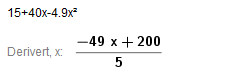 15+40x-4.9x²
Derivert, x: (−49 x + 200)/5